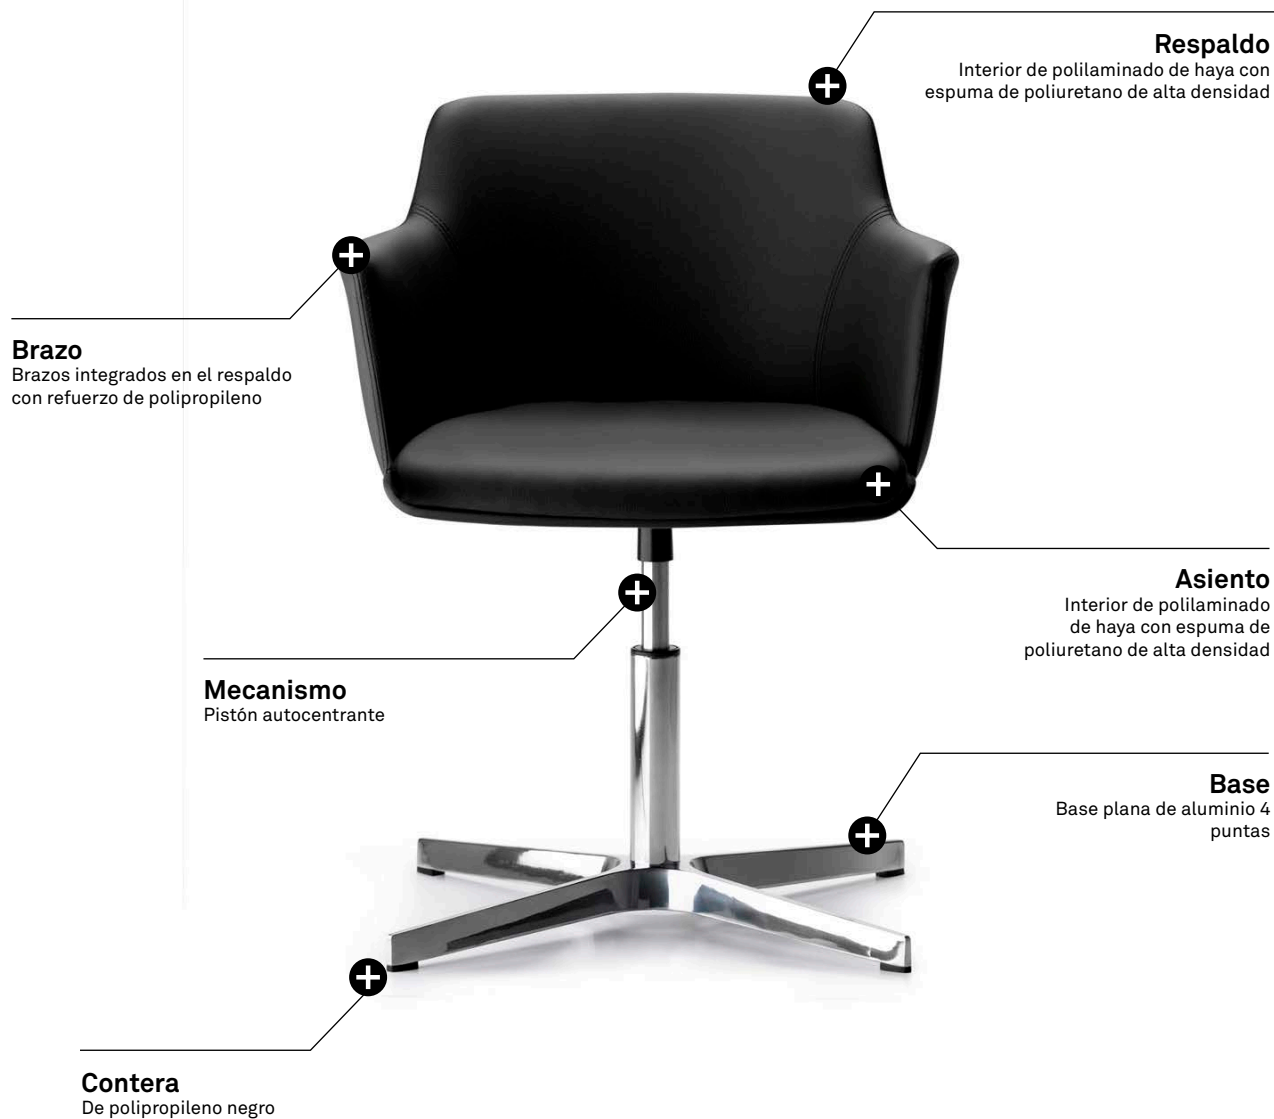 Respaldo
Interior de polilaminado de haya con
espuma de poliuretano de alta densidad
Brazo
Brazos integrados en el respaldo
con refuerzo de polipropileno
Asiento
Interior de polilaminado
de haya con espuma de
poliuretano de alta densidad
Mecanismo
Pistón autocentrante
Base
Base plana de aluminio 4
puntas
Contera
De polipropileno negro